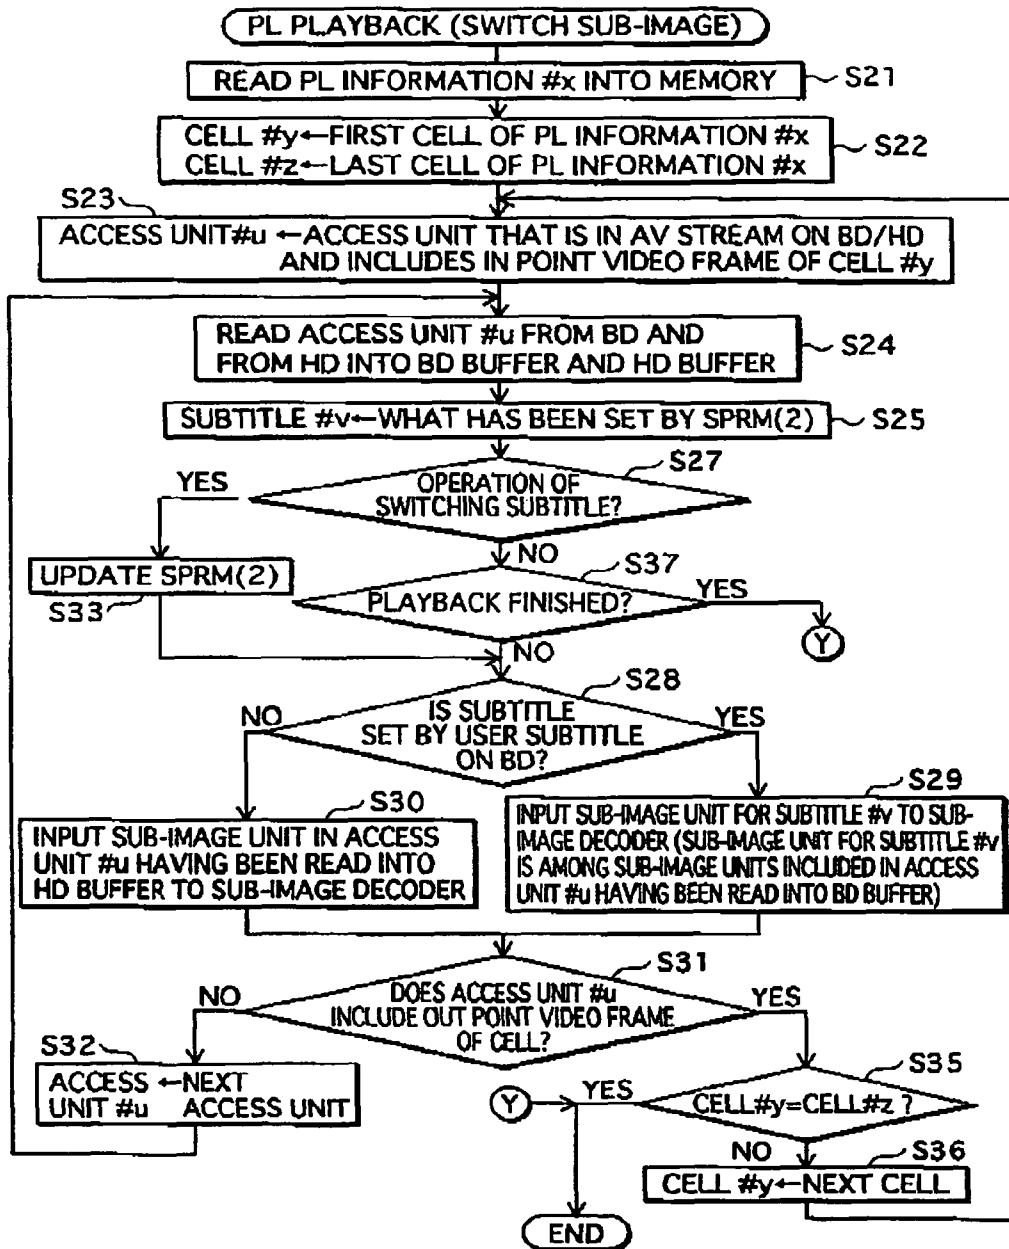 PL PLAYBACK (SWITCH SUB-IMAGE)
READ PL INFORMATION #x INTO MEMORY
S21
CELL #y←FIRST CELL OF PL INFORMATION #x
CELL #z←LAST CELL OF PL INFORMATION #x
S22
S23
ACCESS UNIT#u ←ACCESS UNIT THAT IS IN AV STREAM ON BD/HD
AND INCLUDES IN POINT VIDEO FRAME OF CELL #y
READ ACCESS UNIT #u FROM BD AND
FROM HD INTO BD BUFFER AND HD BUFFER
S24
SUBTITLE #v←WHAT HAS BEEN SET BY SPRM(2)
S25
S27
YES
OPERATION OF
SWITCHING SUBTITLE?
NO
S37
UPDATE SPRM(2)
S33
PLAYBACK FINISHED?
YES
Y
NO
S28
NO
IS SUBTITLE
SET BY USER SUBTITLE
ON BD?
YES
S30
S29
INPUT SUB-IMAGE UNIT IN ACCESS
UNIT #u HAVING BEEN READ INTO
HD BUFFER TO SUB-IMAGE DECODER
INPUT SUB-IMAGE UNIT FOR SUBTITLE #v TO SUB-
IMAGE DECODER (SUB-IMAGE UNIT FOR SUBTITLE #v
IS AMONG SUB-IMAGE UNITS INCLUDED IN ACCESS
UNIT #u HAVING BEEN READ INTO BD BUFFER)
S31
NO
DOES ACCESS UNIT #u
INCLUDE OUT POINT VIDEO FRAME
OF CELL?
YES
S32
ACCESS ←NEXT
UNIT #u ACCESS UNIT
S35
Y
YES
CELL#y=CELL#z ?
NO
S36
CELL #y←NEXT CELL
END